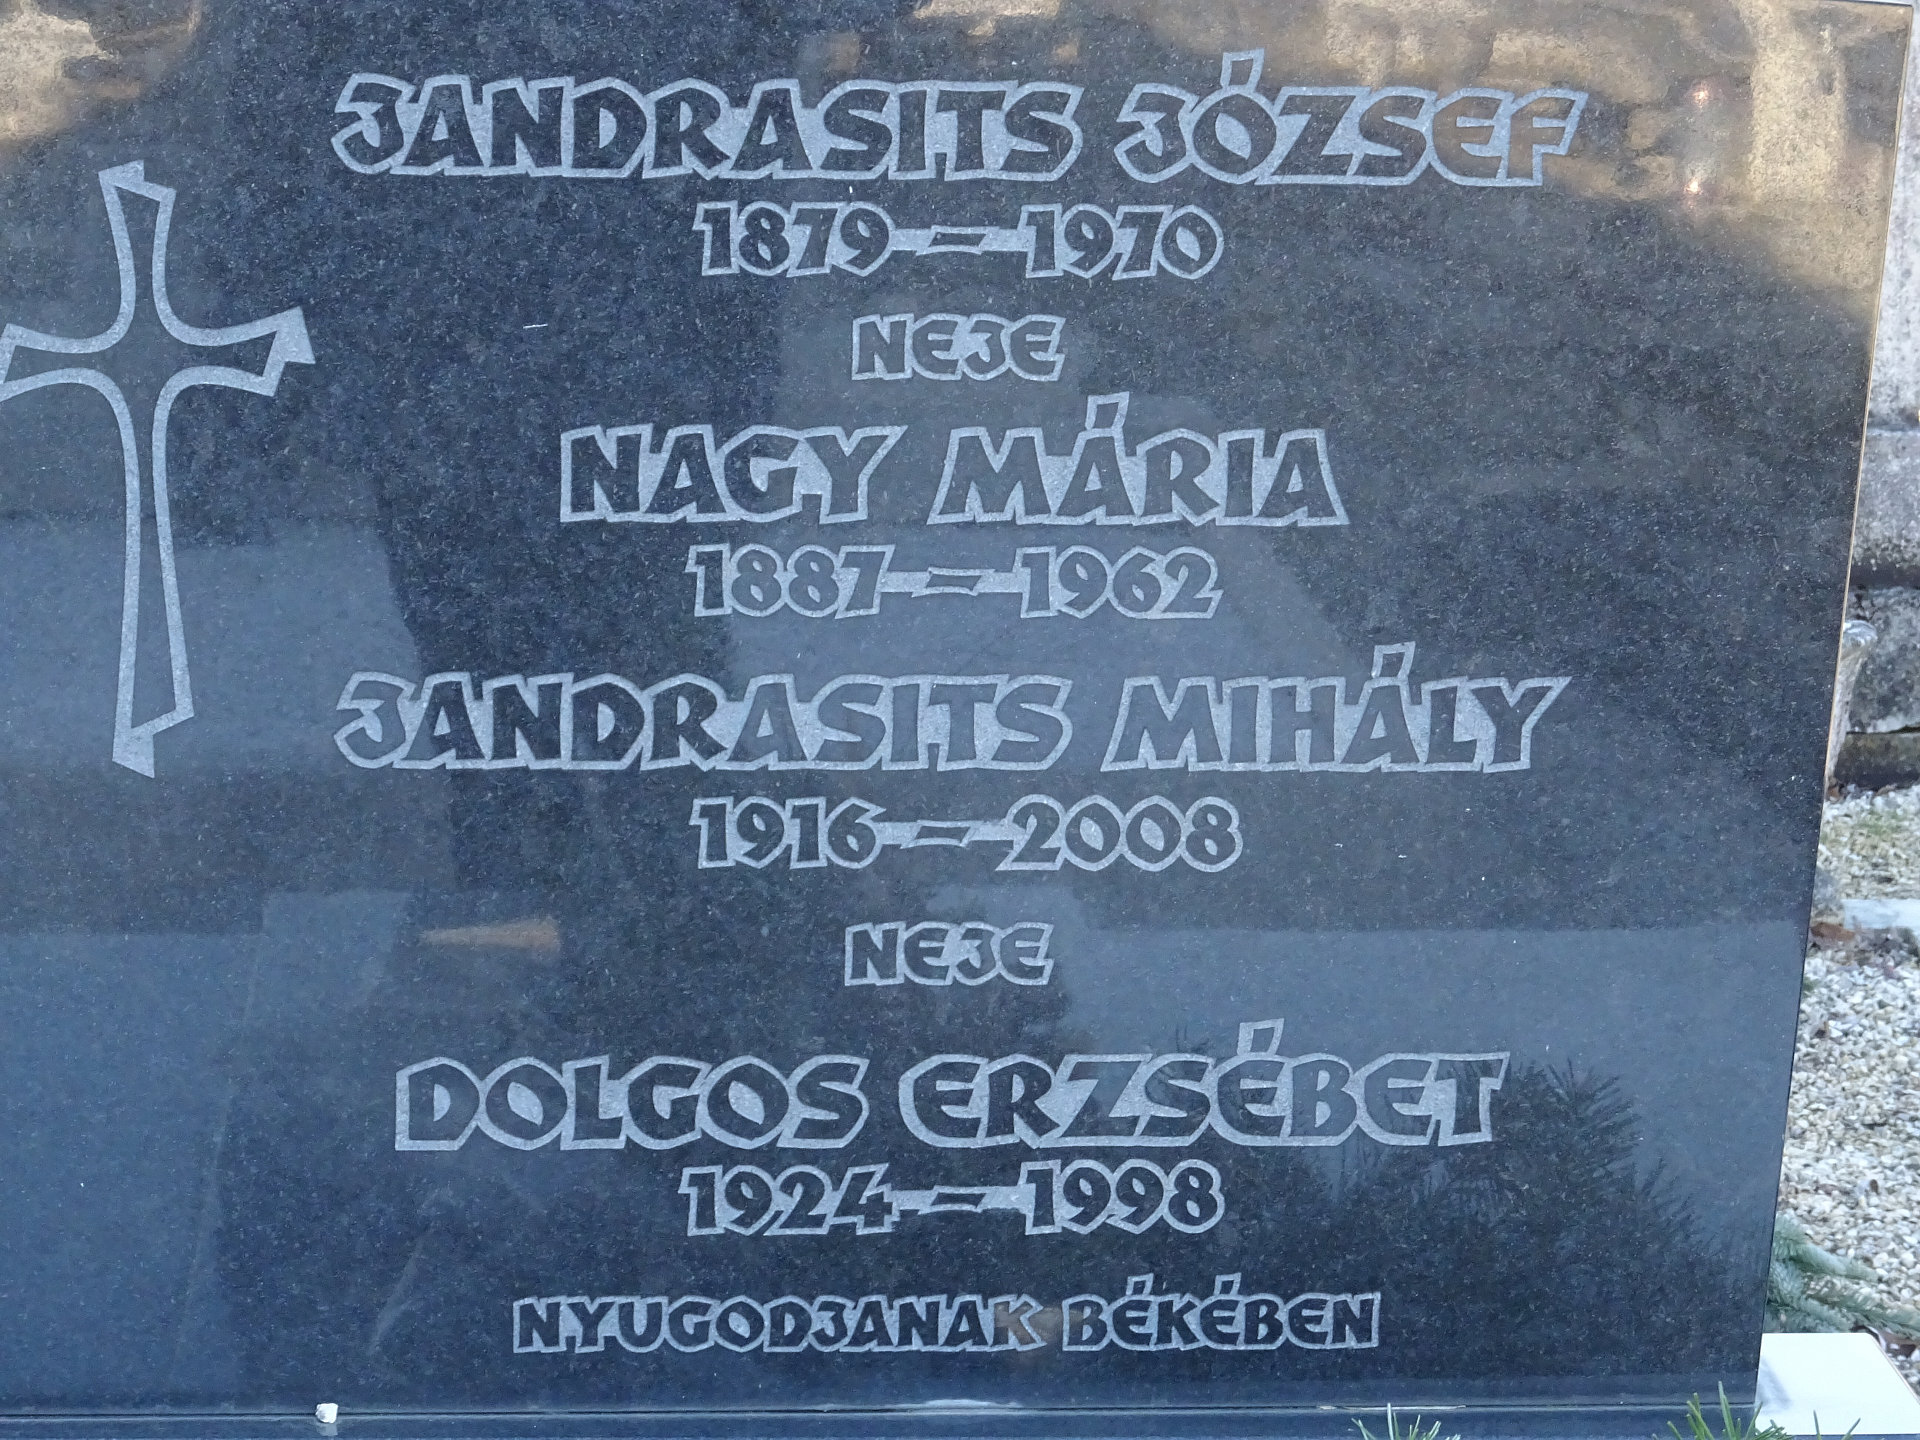 JANDRASITS JÓZSEF
1879 – 1970
NEJE
NAGY MÁRIA
1887 – 1962
JANDRASITS MIHÁLY
1916 – 2008
NEJE
DOLGOS ERZSÉBET
1924 – 1998
NYUGODJANAK BÉKÉBEN